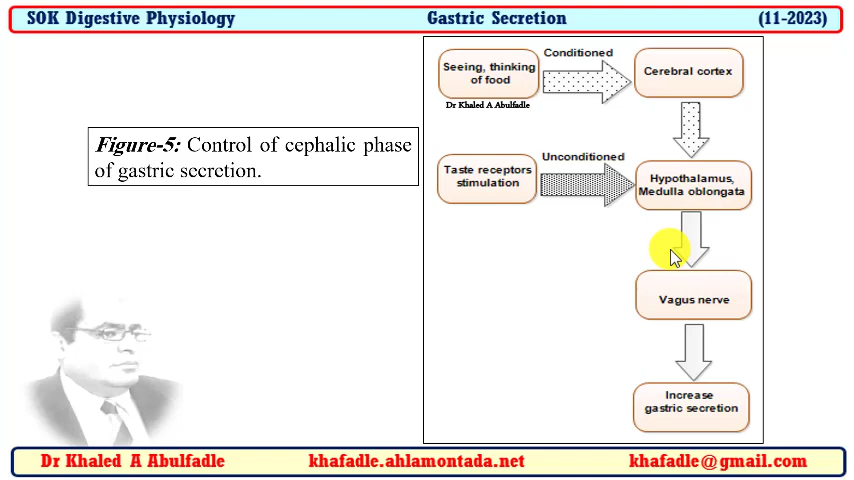 SOK Digestive Physiology
Gastric Secretion
(11-2023)
Seeing, thinking
of food
Conditioned
Cerebral cortex
Dr Khaled A Abulfadle
Figure-5: Control of cephalic phase
of gastric secretion.
Taste receptors
stimulation
Unconditioned
Hypothalamus,
Medulla oblongata
Vagus nerve
Increase
gastric secretion
Dr Khaled A Abulfadle
khafadle.ahlamontada.net
khafadle@gmail.com